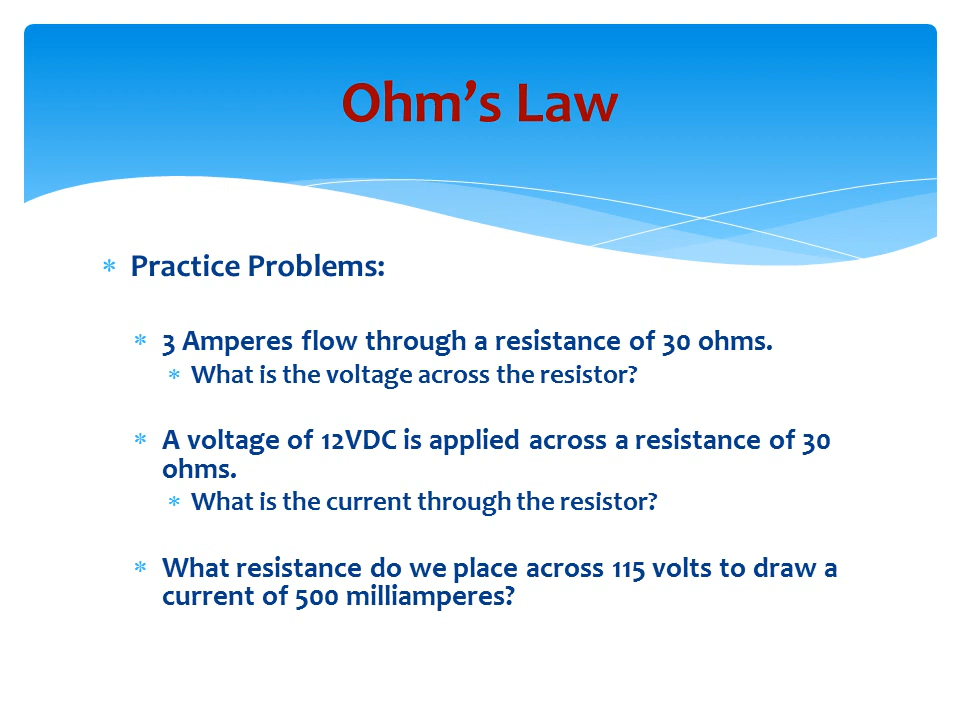 Ohm’s Law
Practice Problems:
3 Amperes flow through a resistance of 30 ohms.
What is the voltage across the resistor?
A voltage of 12VDC is applied across a resistance of 30
ohms.
What is the current through the resistor?
What resistance do we place across 115 volts to draw a
current of 500 milliamperes?